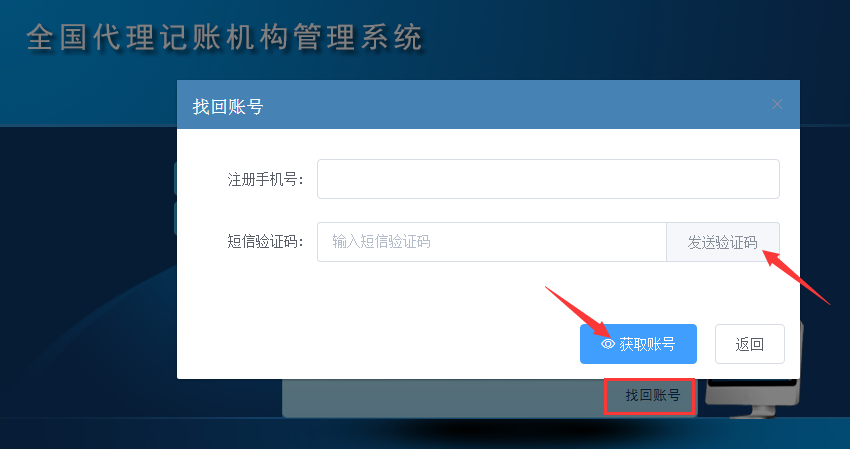 全国代理记账机构管理系统
找回账号
注册手机号：
短信验证码： 输入短信验证码 发送验证码
获取账号 返回
找回账号